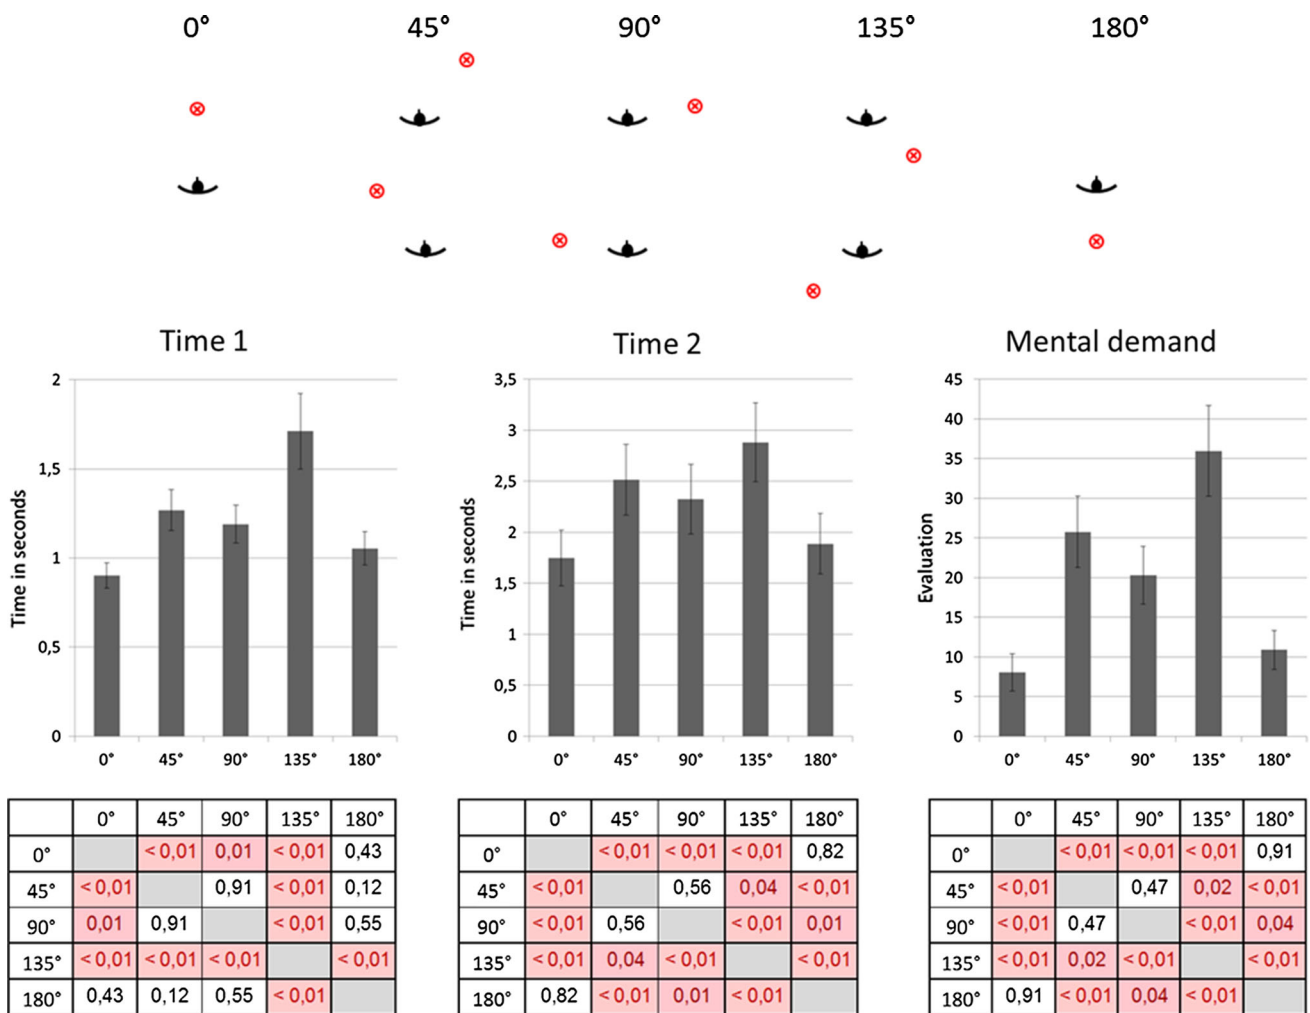 0° 45° 90° 135° 180°
Time 1
Time in seconds
2
1,5
1
0,5
0
0° 45° 90° 135° 180°
Time 2
Time in seconds
3,5
3
2,5
2
1,5
1
0,5
0
0° 45° 90° 135° 180°
Mental demand
Evaluation
45
40
35
30
25
20
15
10
5
0
0° 45° 90° 135° 180°
0° 45° 90° 135° 180°
0° < 0,01 0,01 < 0,01 0,43
45° < 0,01 0,91 < 0,01 0,12
90° 0,01 0,91 < 0,01 0,55
135° < 0,01 < 0,01 < 0,01 < 0,01
180° 0,43 0,12 0,55 < 0,01
0° 45° 90° 135° 180°
0° < 0,01 < 0,01 < 0,01 0,82
45° < 0,01 0,56 0,04 < 0,01
90° < 0,01 0,56 < 0,01 0,01
135° < 0,01 0,04 < 0,01 < 0,01
180° 0,82 < 0,01 0,01 < 0,01
0° 45° 90° 135° 180°
0° < 0,01 < 0,01 < 0,01 0,91
45° < 0,01 0,47 0,02 < 0,01
90° < 0,01 0,47 < 0,01 0,04
135° < 0,01 0,02 < 0,01 < 0,01
180° 0,91 < 0,01 0,04 < 0,01